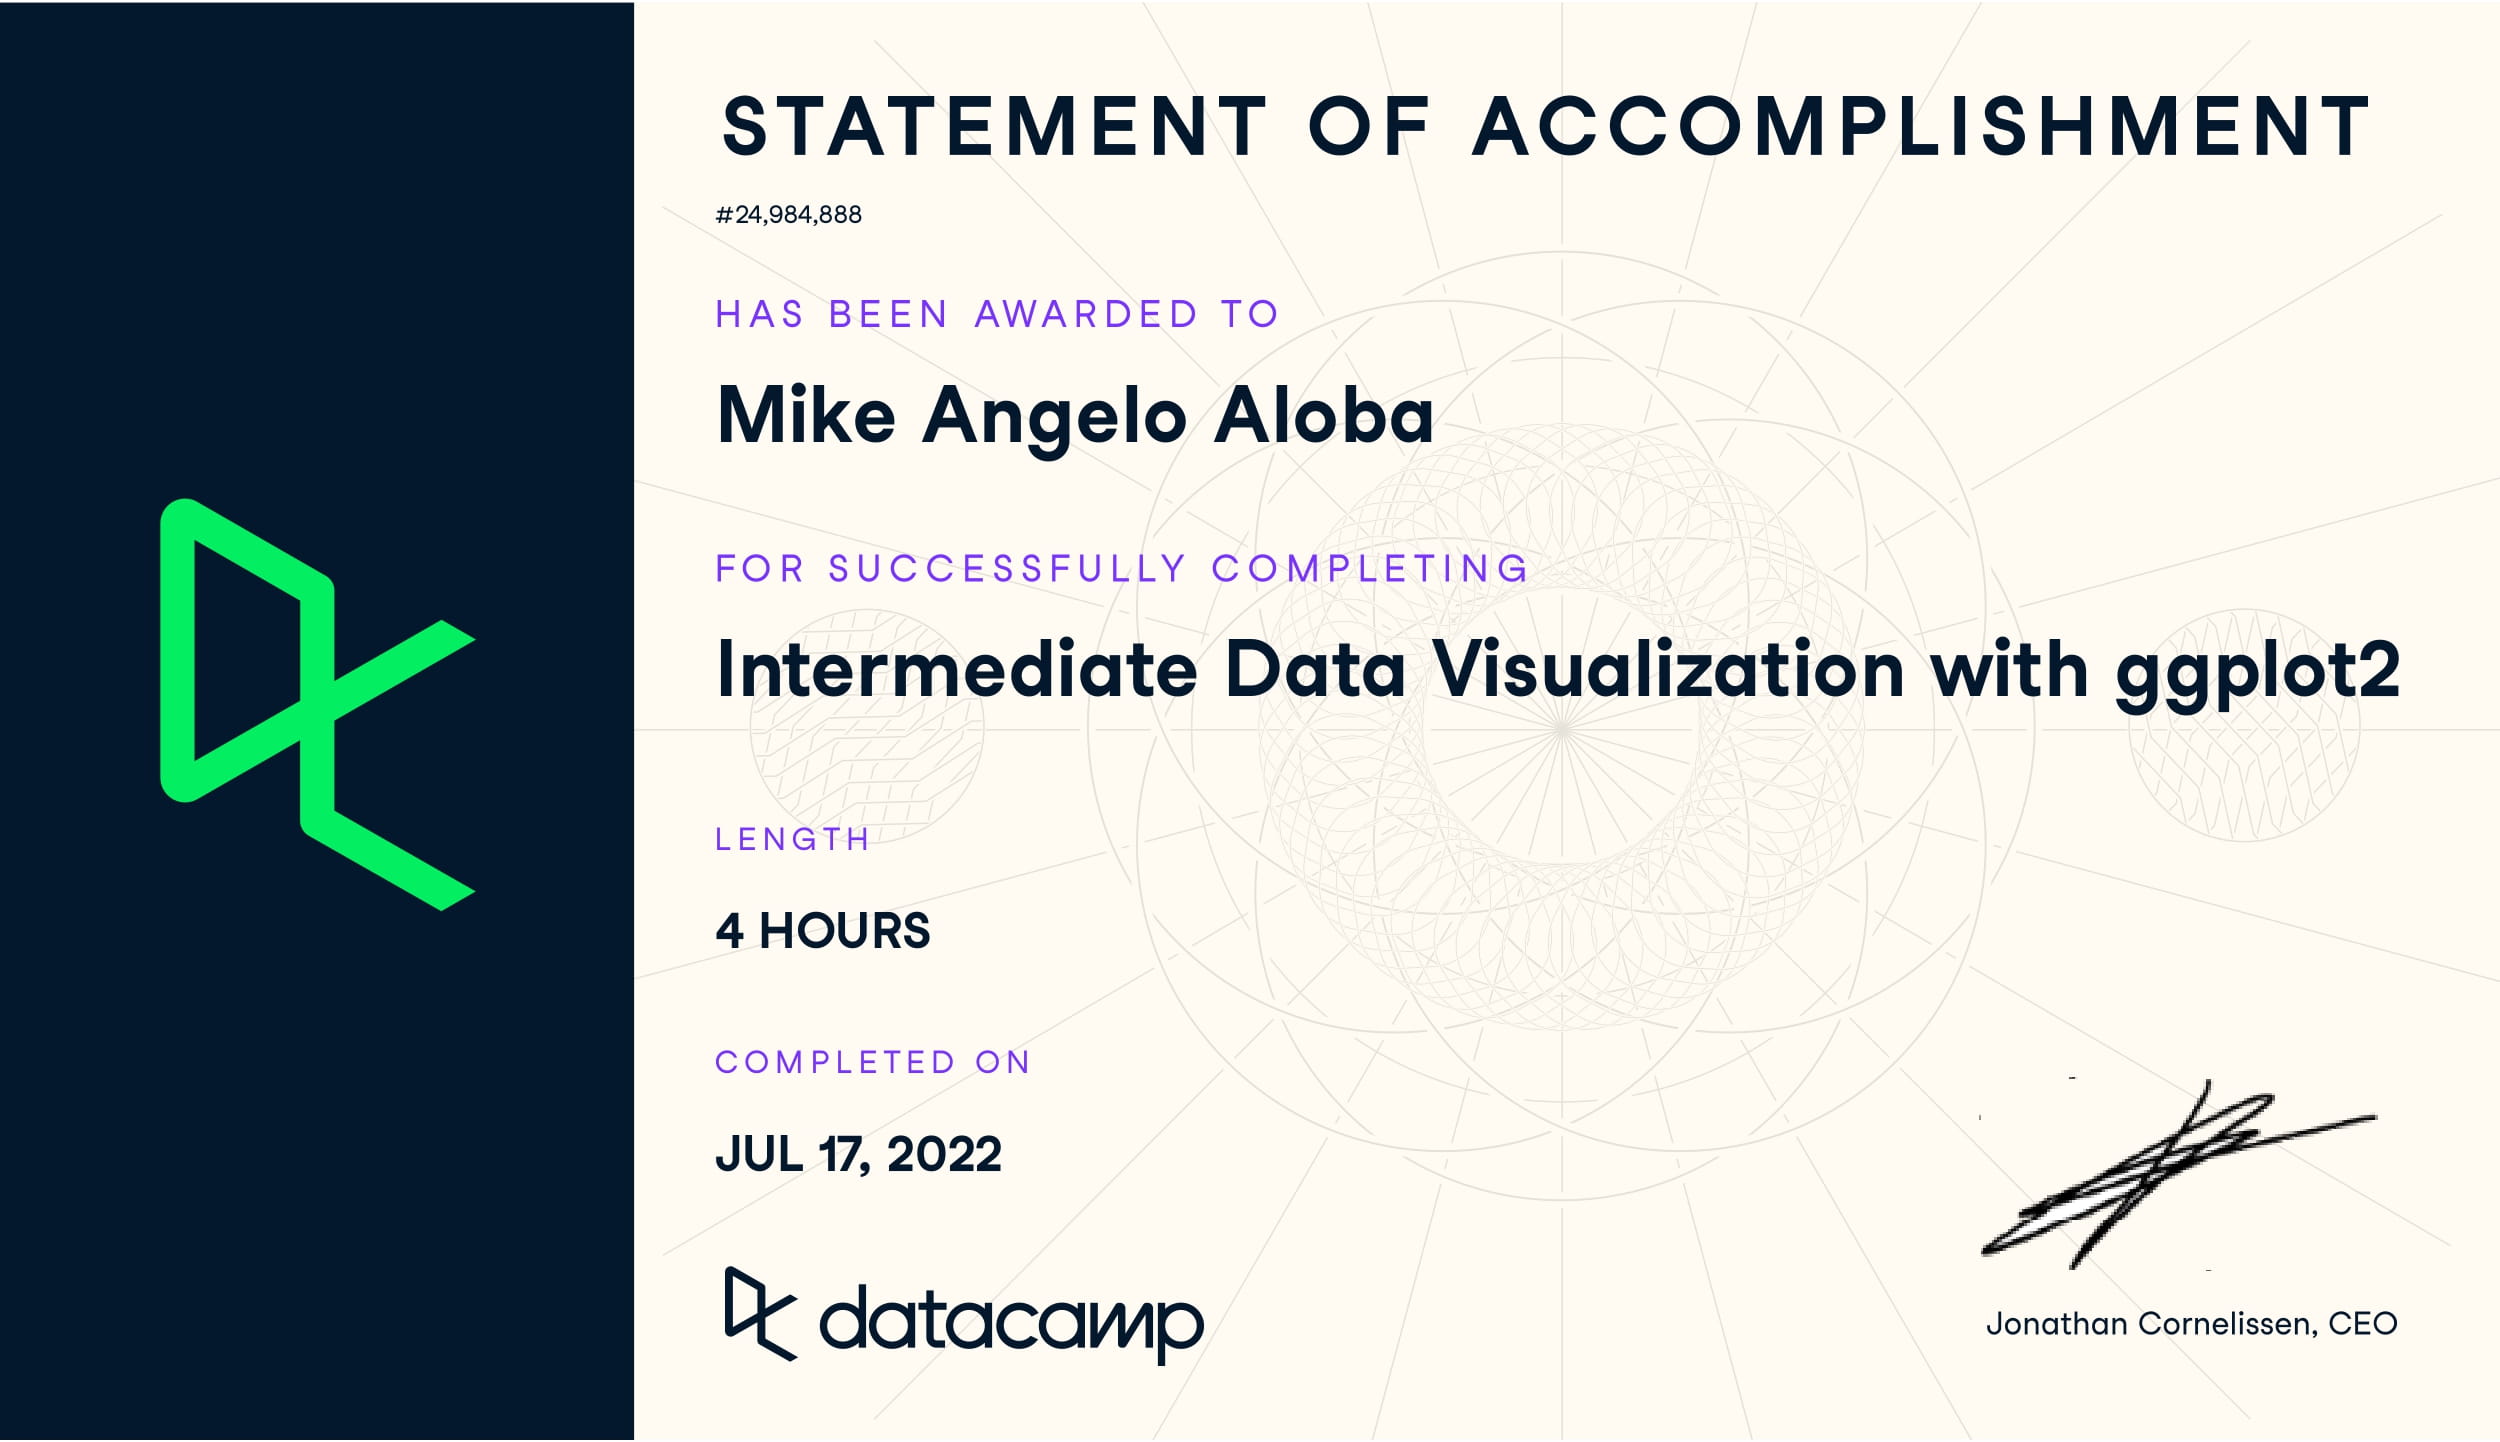 STATEMENT OF ACCOMPLISHMENT
#24,984,888
HAS BEEN AWARDED TO
Mike Angelo Aloba
FOR SUCCESSFULLY COMPLETING
Intermediate Data Visualization with ggplot2
LENGTH
4 HOURS
COMPLETED ON
JUL 17, 2022
datacamp
Jonathan Cornelissen, CEO